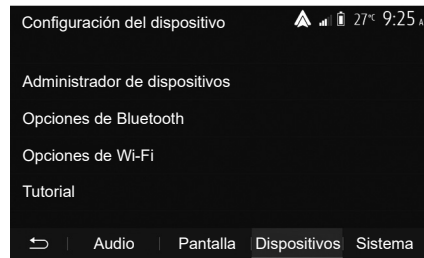 Configuración del dispositivo 27°C 9:25 A
Administrador de dispositivos
Opciones de Bluetooth
Opciones de Wi-Fi
Tutorial
Audio Pantalla Dispositivos Sistema